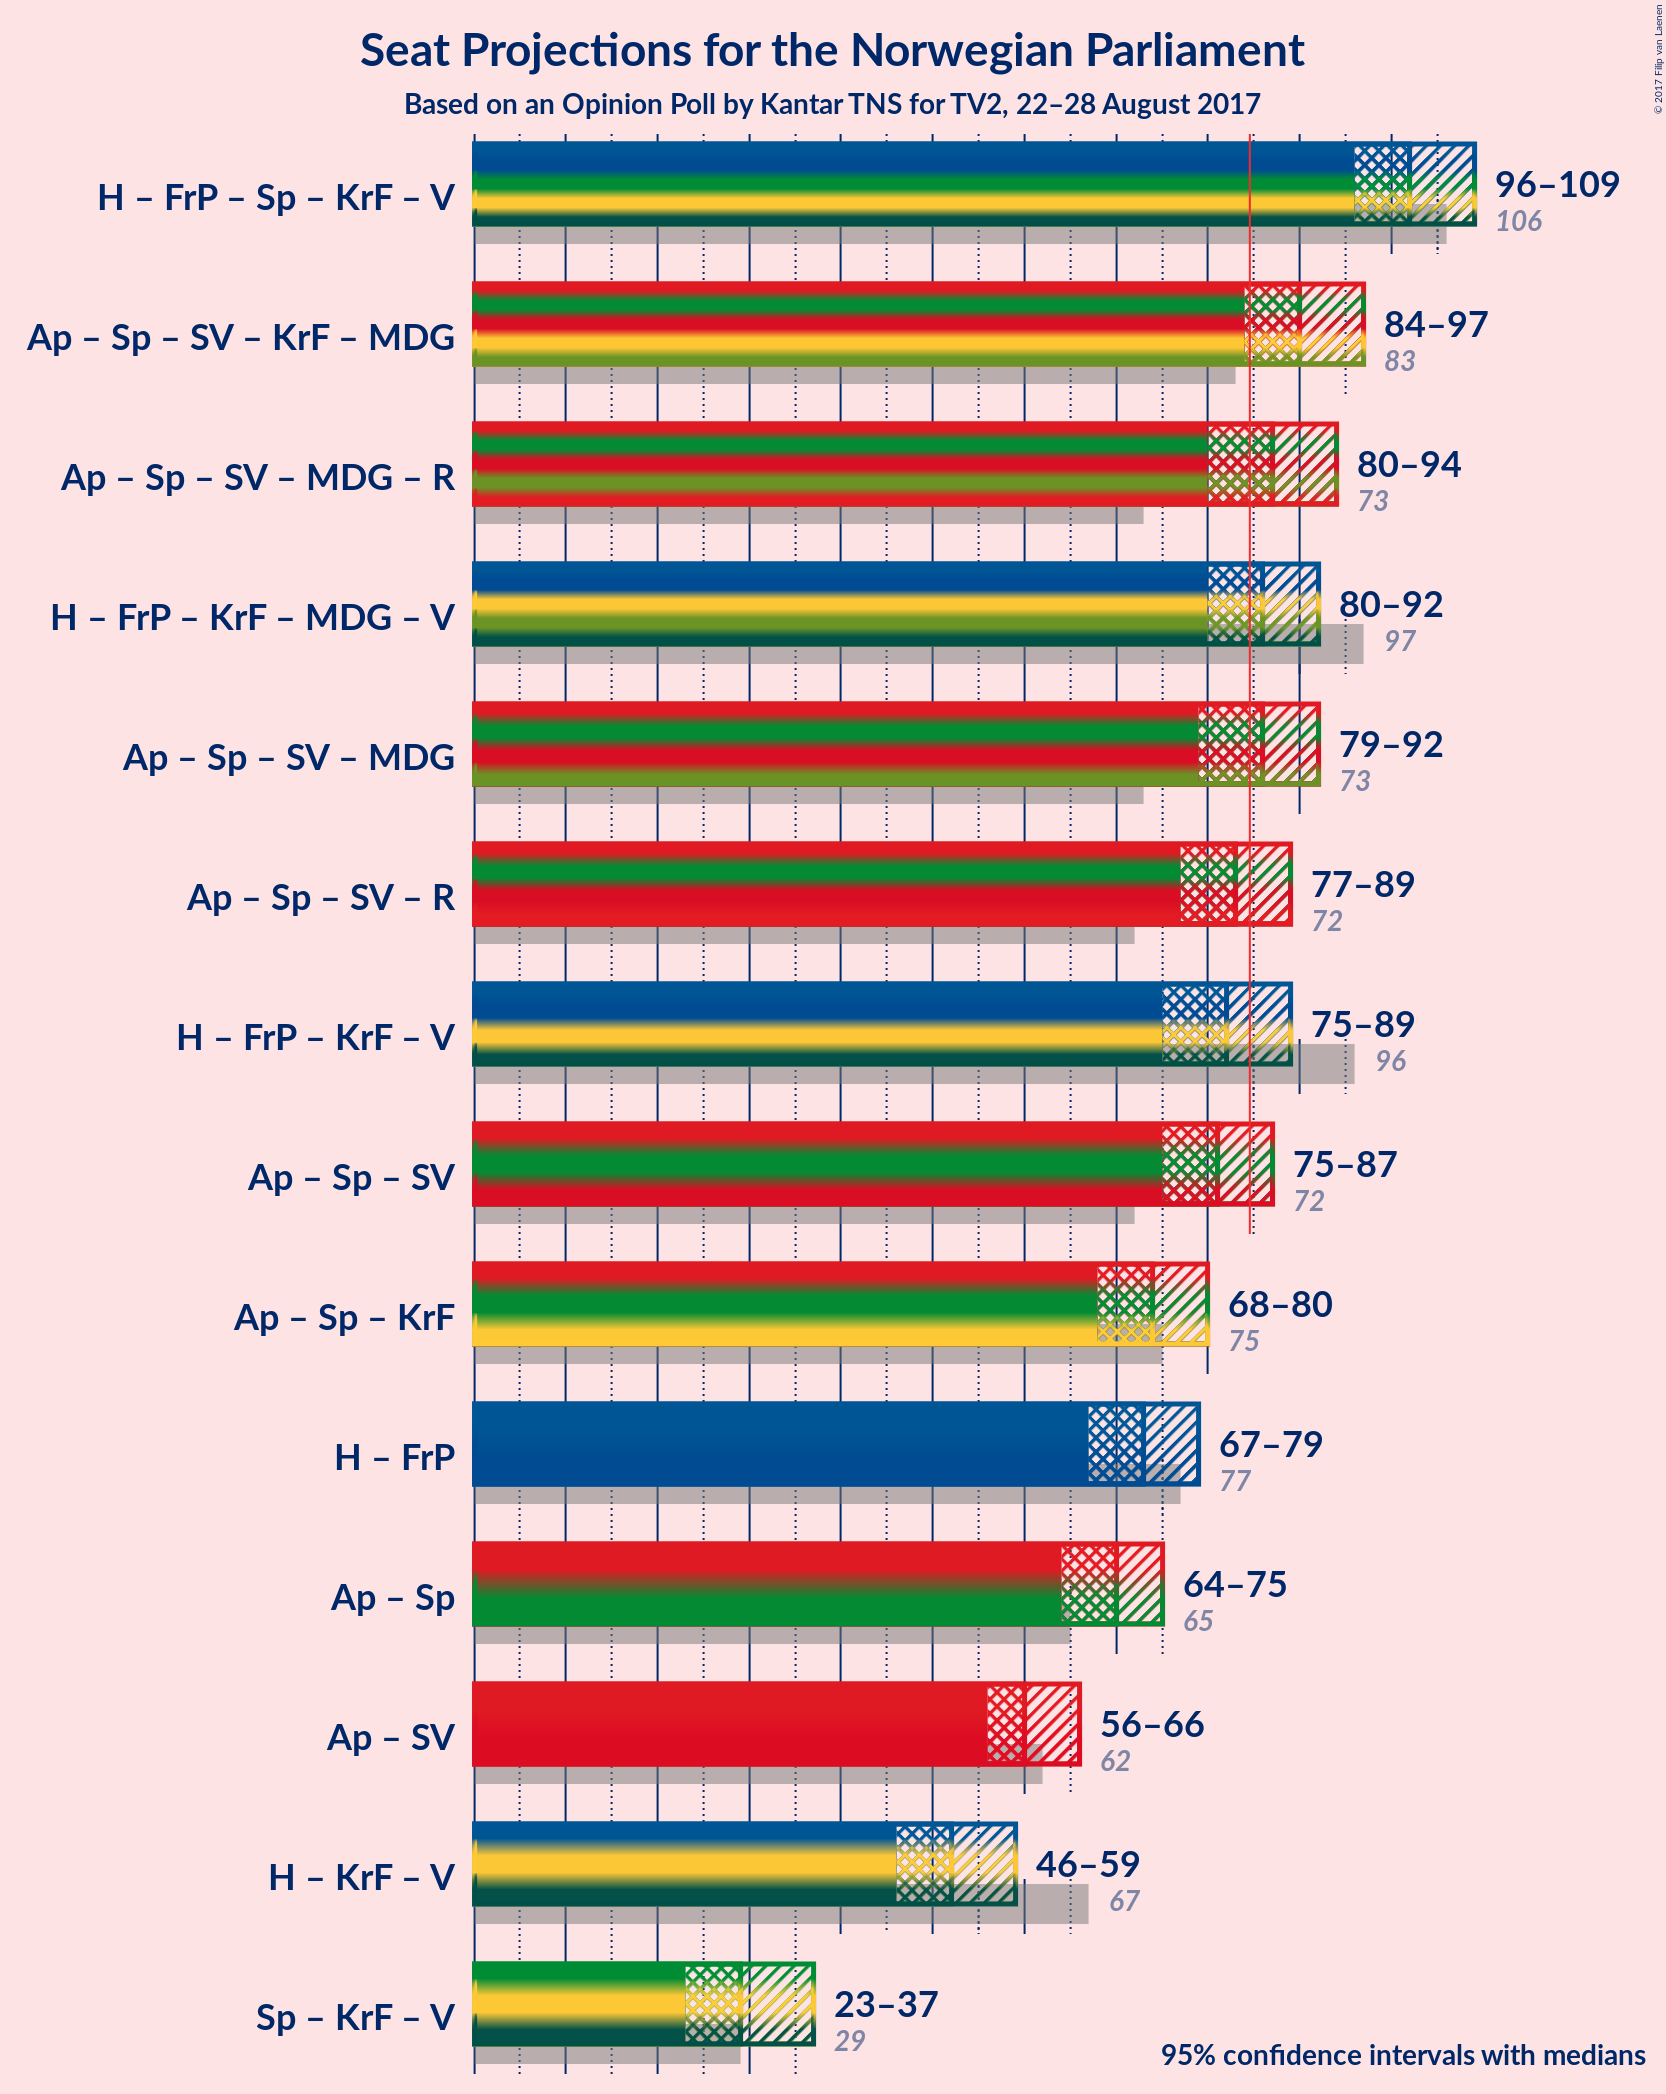 Seat Projections for the Norwegian Parliament
Based on an Opinion Poll by Kantar TNS for TV2, 22–28 August 2017
© 2017 Filip van Laenen
H – FrP – Sp – KrF – V
96–109
106
Ap – Sp – SV – KrF – MDG
84–97
83
Ap – Sp – SV – MDG – R
80–94
73
H – FrP – KrF – MDG – V
80–92
97
Ap – Sp – SV – MDG
79–92
73
Ap – Sp – SV – R
77–89
72
H – FrP – KrF – V
75–89
96
Ap – Sp – SV
75–87
72
Ap – Sp – KrF
68–80
75
H – FrP
67–79
77
Ap – Sp
64–75
65
Ap – SV
56–66
62
H – KrF – V
46–59
67
Sp – KrF – V
23–37
29
95% confidence intervals with medians